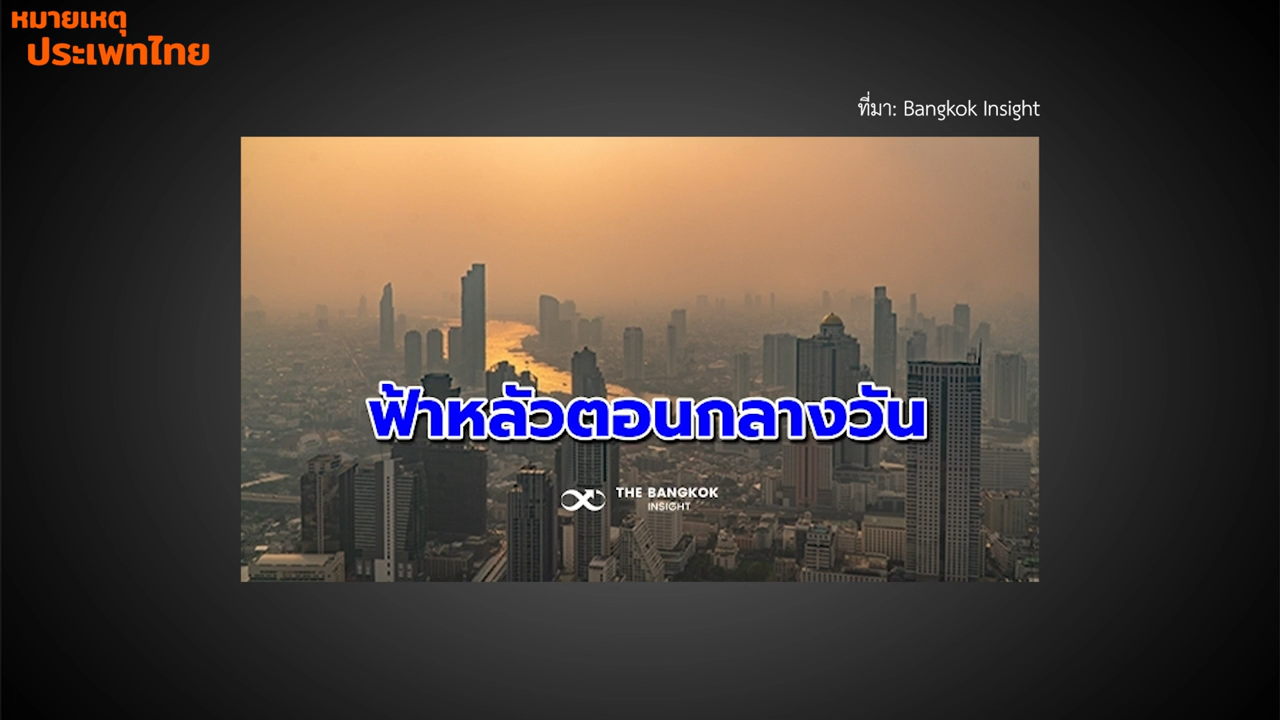 หมายเหตุ
ประเพทไทย
ที่มา: Bangkok Insight
ฟ้าหลัวตอนกลางวัน
THE BANGKOK
INSIGHT